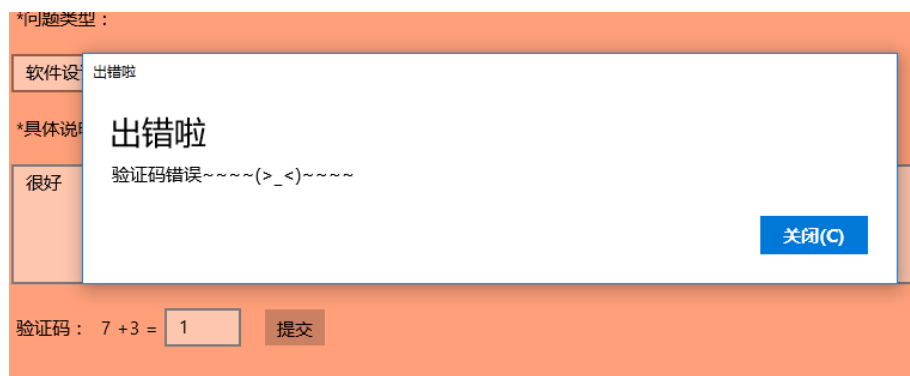 *问题类型：
软件设
出错啦
*具体说
出错啦
验证码错误~~~~(>_<)~~~~
很好
关闭(C)
验证码： 7 +3 = 1 提交